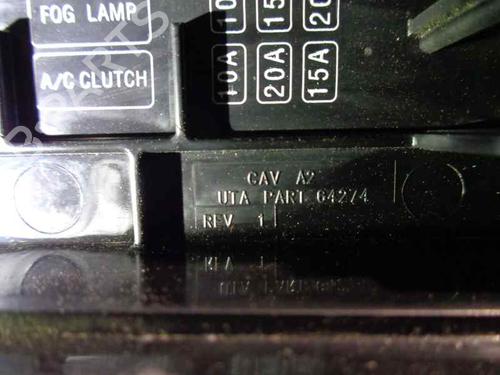 FOG LAMP
A/C CLUTCH
10A
20A
15A
CAV A2
UTA PART 64274
REV 1